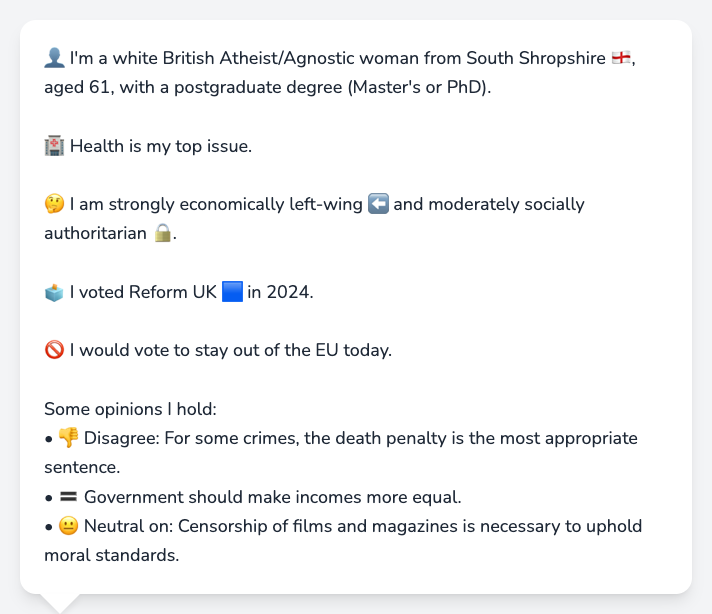 👤 I'm a white British Atheist/Agnostic woman from South Shropshire 🏴󠁧󠁢󠁥󠁮󠁧󠁿,
aged 61, with a postgraduate degree (Master's or PhD).
🏥 Health is my top issue.
🤔 I am strongly economically left-wing ⬅️ and moderately socially
authoritarian 🔒.
🗳️ I voted Reform UK 🟦 in 2024.
🚫 I would vote to stay out of the EU today.
Some opinions I hold:
• 👎 Disagree: For some crimes, the death penalty is the most appropriate
sentence.
• 🟰 Government should make incomes more equal.
• 😐 Neutral on: Censorship of films and magazines is necessary to uphold
moral standards.